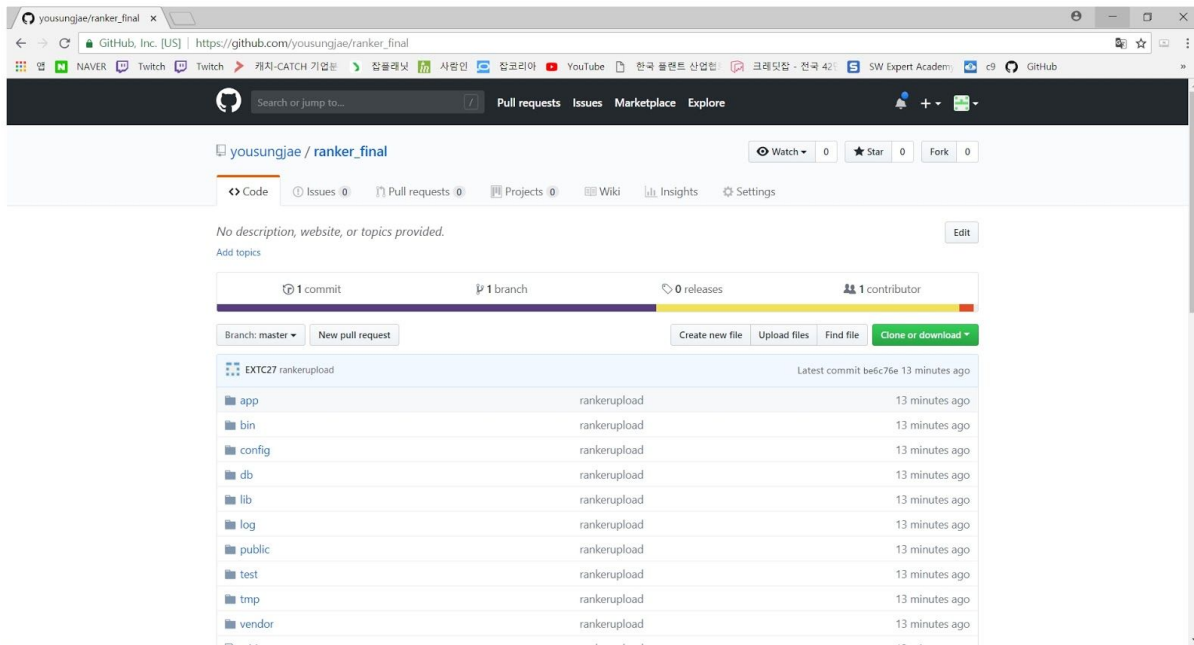 yousungjae/ranker_final
GitHub, Inc. [US] | https://github.com/yousungjae/ranker_final
앱 NAVER Twitch Twitch 캐치-CATCH 기업분 잡플래닛 사람인 잡코리아 YouTube 한국 플랜트 산업협 크레딧잡 - 전국 42 SW Expert Academy c9 GitHub »
Search or jump to... / Pull requests Issues Marketplace Explore
yousungjae / ranker_final Watch 0 Star 0 Fork 0
Code Issues 0 Pull requests 0 Projects 0 Wiki Insights Settings
No description, website, or topics provided. Edit
Add topics
1 commit 1 branch 0 releases 1 contributor
Branch: master New pull request Create new file Upload files Find file Clone or download
EXTC27 rankerupload Latest commit be6c76e 13 minutes ago
app rankerupload 13 minutes ago
bin rankerupload 13 minutes ago
config rankerupload 13 minutes ago
db rankerupload 13 minutes ago
lib rankerupload 13 minutes ago
log rankerupload 13 minutes ago
public rankerupload 13 minutes ago
test rankerupload 13 minutes ago
tmp rankerupload 13 minutes ago
vendor rankerupload 13 minutes ago